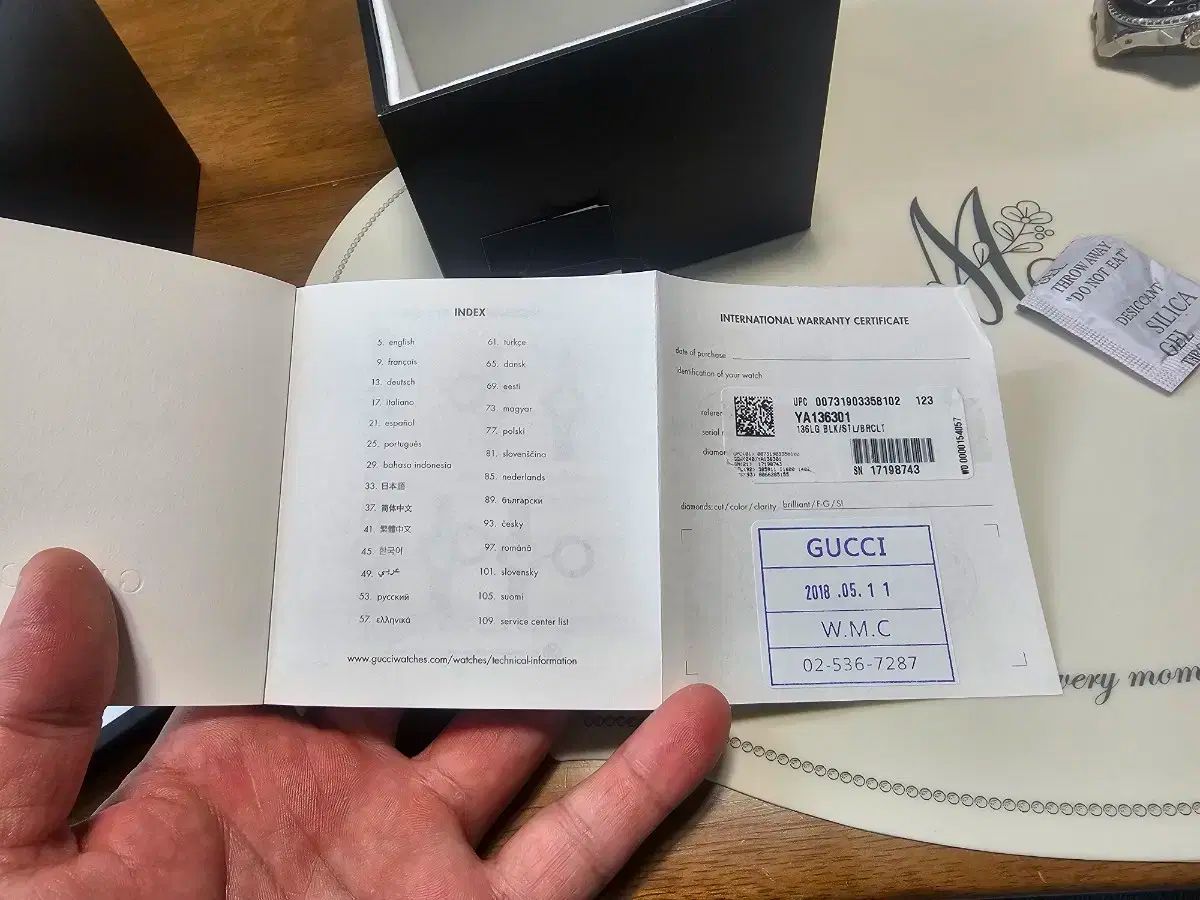 INDEX
5. english
9. français
13. deutsch
17. italiano
21. español
25. português
29. bahasa indonesia
33. 日本語
37. 简体中文
41. 繁體中文
45. 한국어
49. عربي
53. русский
57. ελληνικά
61. türkçe
65. dansk
69. eesti
73. magyar
77. polski
81. slovenščina
85. nederlands
89. български
93. česky
97. română
101. slovensky
105. suomi
109. service center list
www.gucciwatches.com/watches/technical-information
INTERNATIONAL WARRANTY CERTIFICATE
date of purchase
identification of your watch
UPC 00731903358102 123
YA136301
136LG BLK/STL/BRCLT
SN 17198743
WO.0000154057
diamonds: cut / color / clarity brilliant / F-G / SI
GUCCI
2018 .05. 1 1
W.M.C
02-536-7287
THROW AWAY
"DO NOT EAT"
DESICCANT
SILICA
GEL
very mom